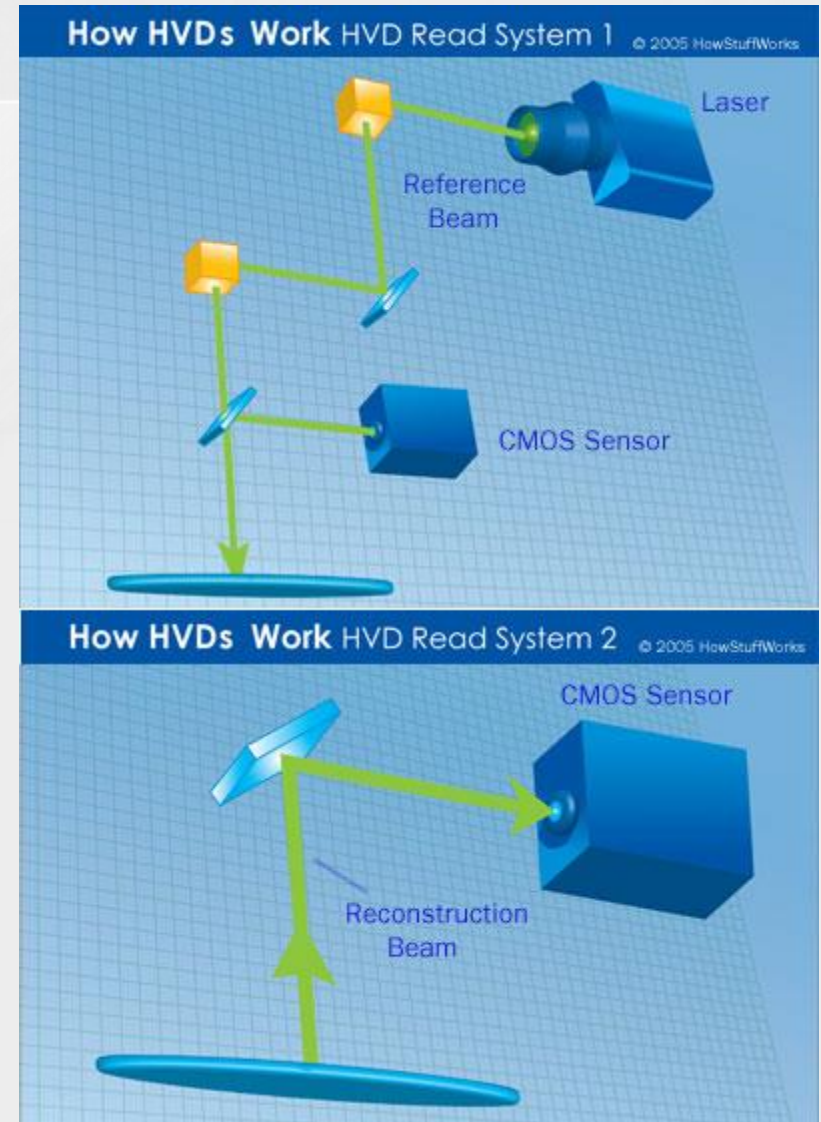 How HVDs Work HVD Read System 1 © 2005 HowStuffWorks
Laser
Reference
Beam
CMOS Sensor
How HVDs Work HVD Read System 2 © 2005 HowStuffWorks
CMOS Sensor
Reconstruction
Beam